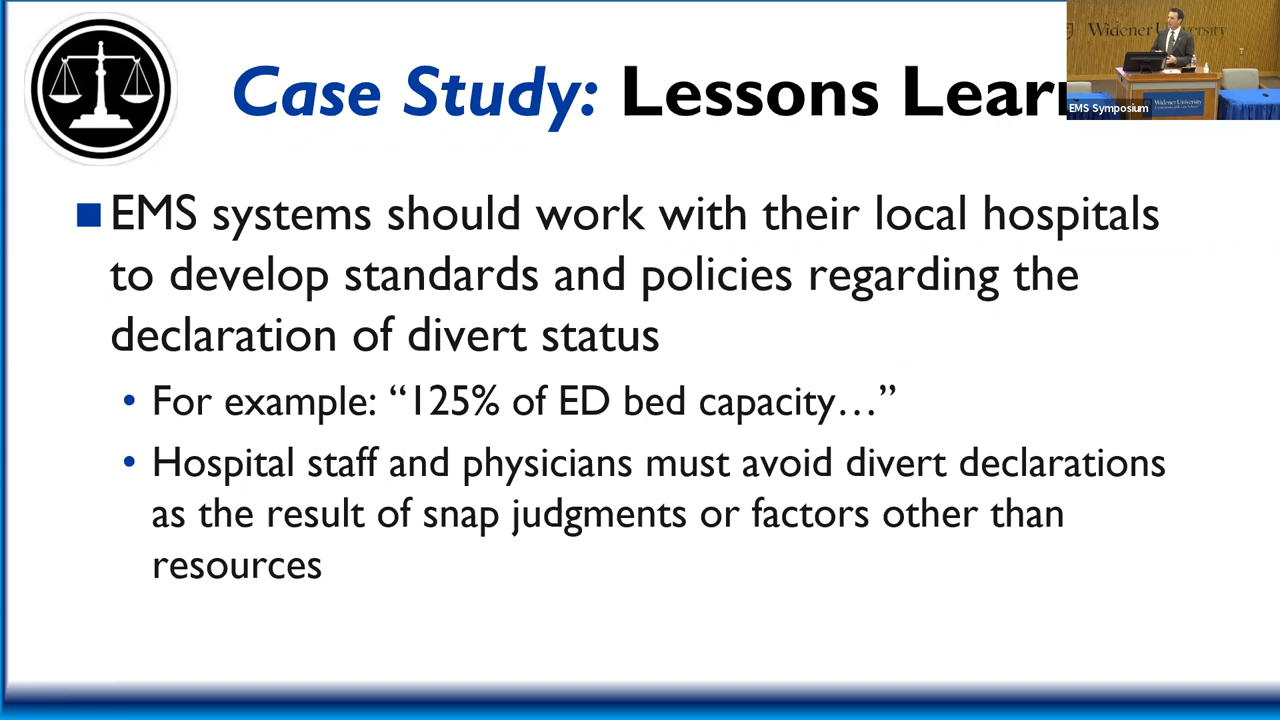 Case Study: Lessons Lear
Widener University
EMS Symposium
Widener University
EMS systems should work with their local hospitals
to develop standards and policies regarding the
declaration of divert status
For example: “125% of ED bed capacity…”
Hospital staff and physicians must avoid divert declarations
as the result of snap judgments or factors other than
resources